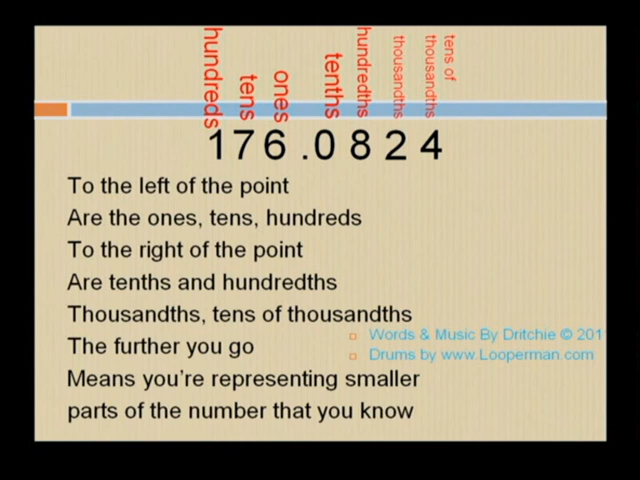 hundreds
tens
ones
tenths
hundredths
thousandths
tens of
thousandths
176.0824
To the left of the point
Are the ones, tens, hundreds
To the right of the point
Are tenths and hundredths
Thousandths, tens of thousandths
The further you go
Means you're representing smaller
parts of the number that you know
Words & Music By Dritchie © 201
Drums by www.Looperman.com